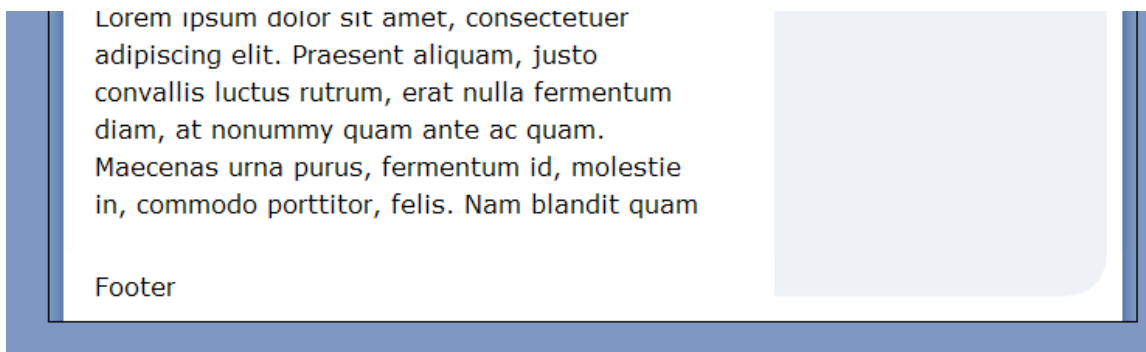 Lorem ipsum dolor sit amet, consectetuer
adipiscing elit. Praesent aliquam, justo
convallis luctus rutrum, erat nulla fermentum
diam, at nonummy quam ante ac quam.
Maecenas urna purus, fermentum id, molestie
in, commodo porttitor, felis. Nam blandit quam
Footer